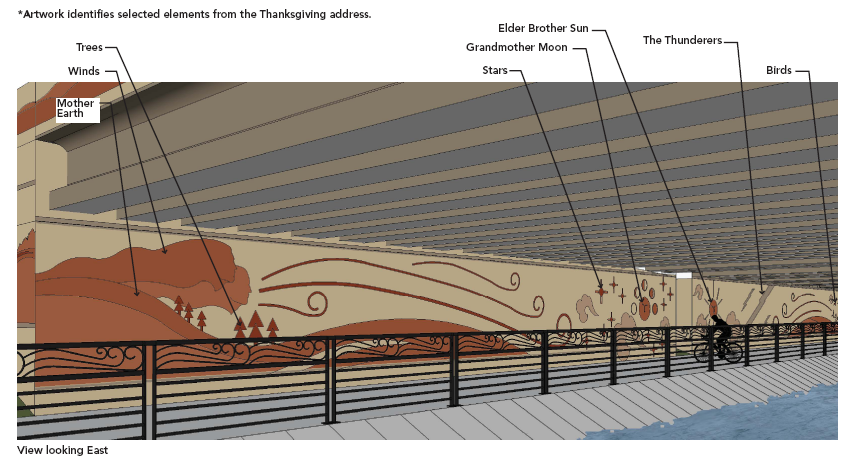 *Artwork identifies selected elements from the Thanksgiving address.
Elder Brother Sun
Trees
Grandmother Moon
The Thunderers
Winds
Stars
Birds
Mother
Earth
View looking East